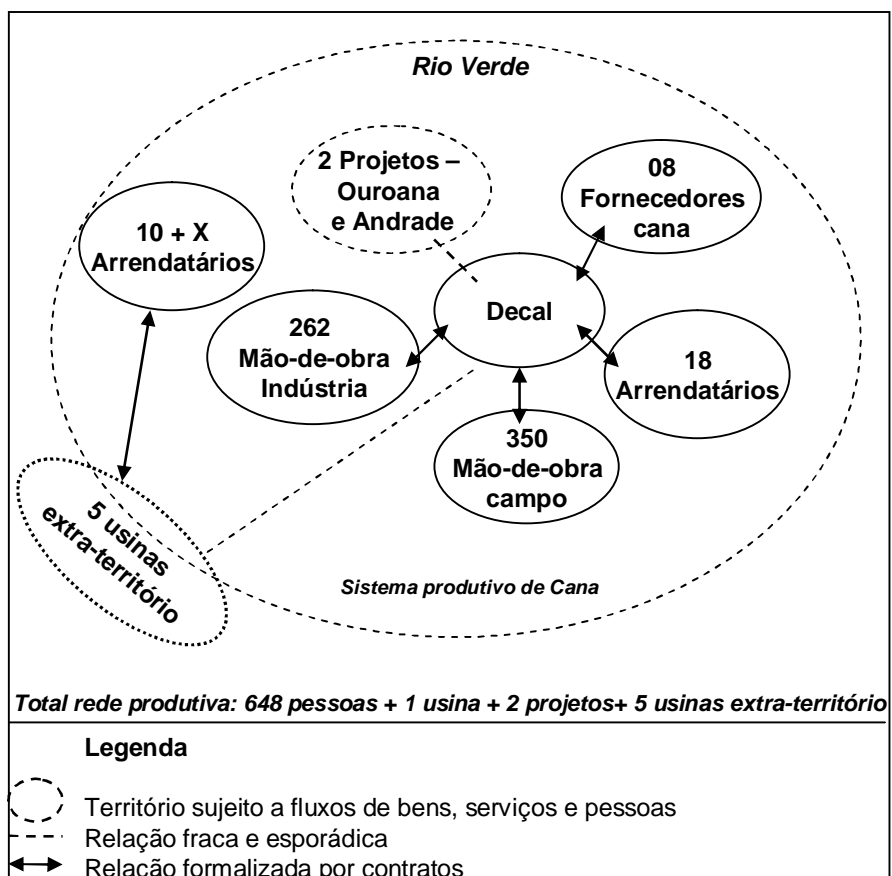 Rio Verde
2 Projetos –
Ouroana
e Andrade
08
Fornecedores
cana
10 + X
Arrendatários
Decal
262
Mão-de-obra
Indústria
18
Arrendatários
350
Mão-de-obra
campo
5 usinas
extra-território
Sistema produtivo de Cana
Total rede produtiva: 648 pessoas + 1 usina + 2 projetos+ 5 usinas extra-território
Legenda
Território sujeito a fluxos de bens, serviços e pessoas
Relação fraca e esporádica
Relação formalizada por contratos